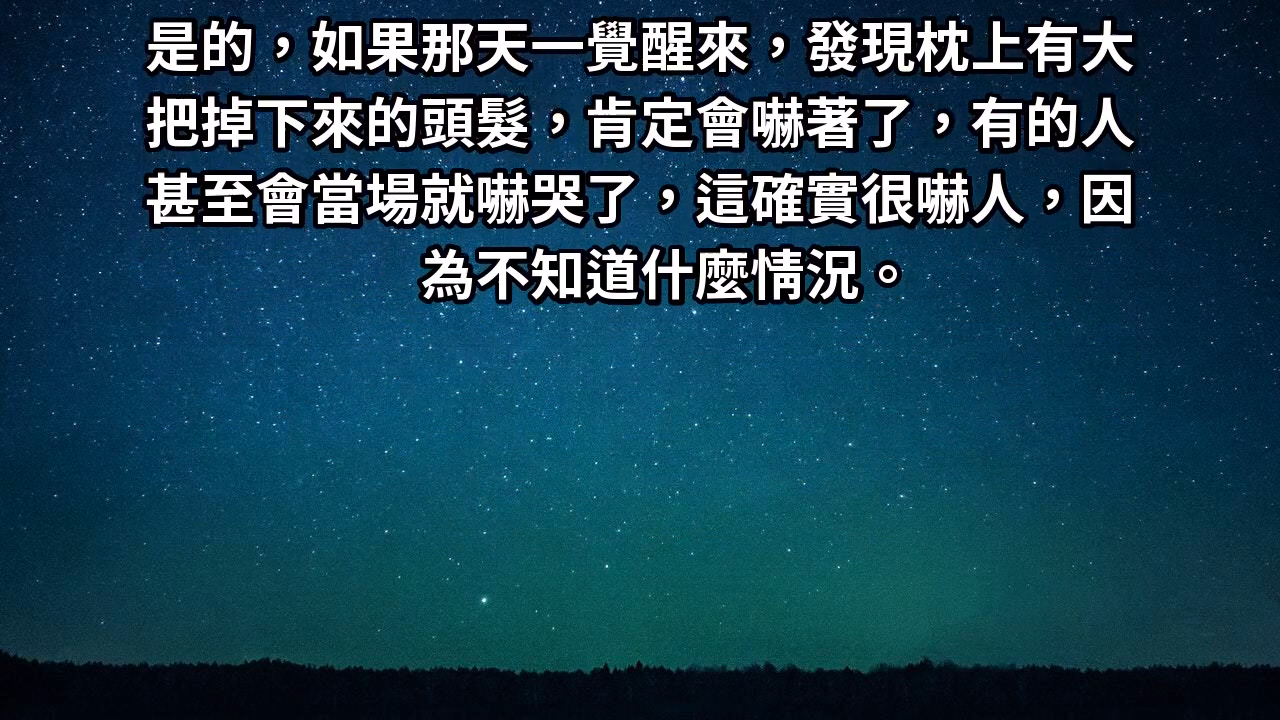 是的，如果那天一覺醒來，發現枕上有大
把掉下來的頭髮，肯定會嚇著了，有的人
甚至會當場就嚇哭了，這確實很嚇人，因
為不知道什麼情況。